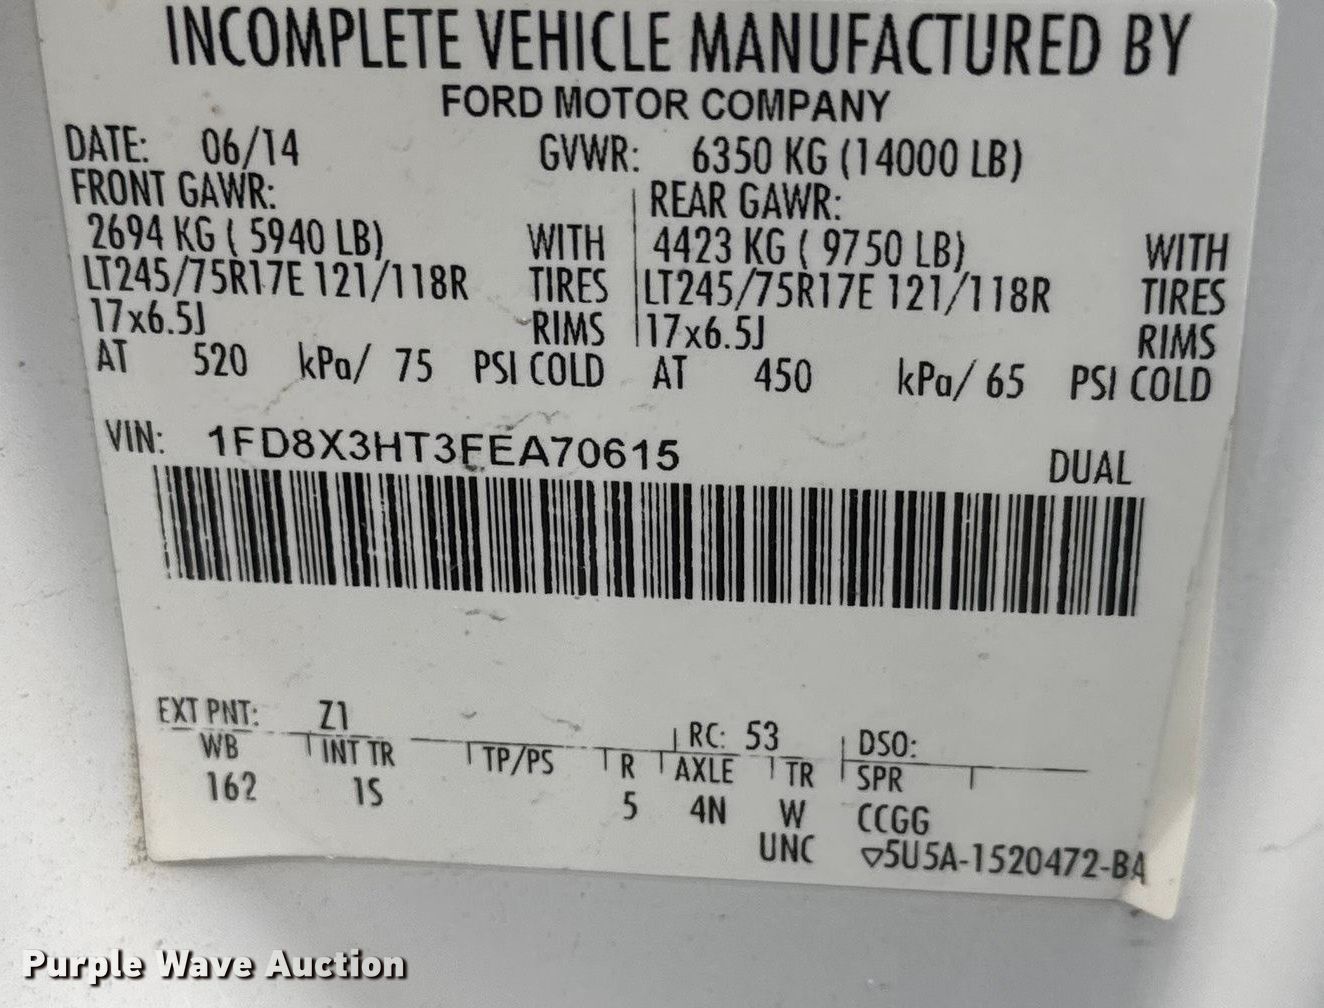 INCOMPLETE VEHICLE MANUFACTURED BY
FORD MOTOR COMPANY
DATE: 06/14 GVWR: 6350 KG (14000 LB)
FRONT GAWR: REAR GAWR:
2694 KG ( 5940 LB) WITH 4423 KG ( 9750 LB) WITH
LT245/75R17E 121/118R TIRES LT245/75R17E 121/118R TIRES
17x6.5J RIMS 17x6.5J RIMS
AT 520 kPa/ 75 PSI COLD AT 450 kPa/ 65 PSI COLD
VIN: 1FD8X3HT3FEA70615 DUAL
EXT PNT: Z1 RC: 53 DSO:
WB INT TR TP/PS R AXLE TR SPR
162 1S 5 4N W CCGG
UNC ▽5U5A-1520472-BA
Purple Wave Auction